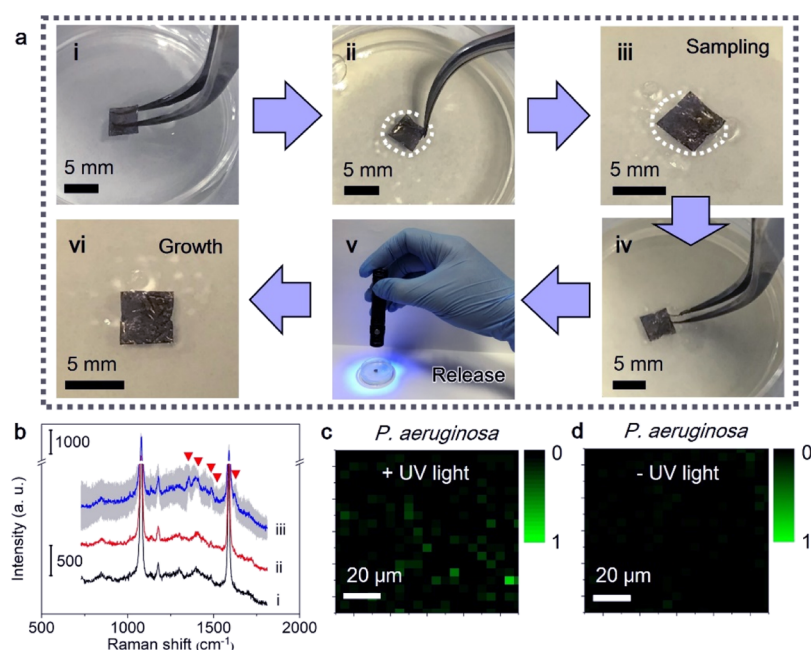 a
i
5 mm
ii
5 mm
iii
Sampling
5 mm
vi
Growth
5 mm
v
Release
iv
5 mm
b
1000
500
iii
ii
i
Intensity (a. u.)
500
1000
1500
2000
Raman shift (cm-1)
c
P. aeruginosa
+ UV light
20 μm
0
1
d
P. aeruginosa
- UV light
20 μm
0
1